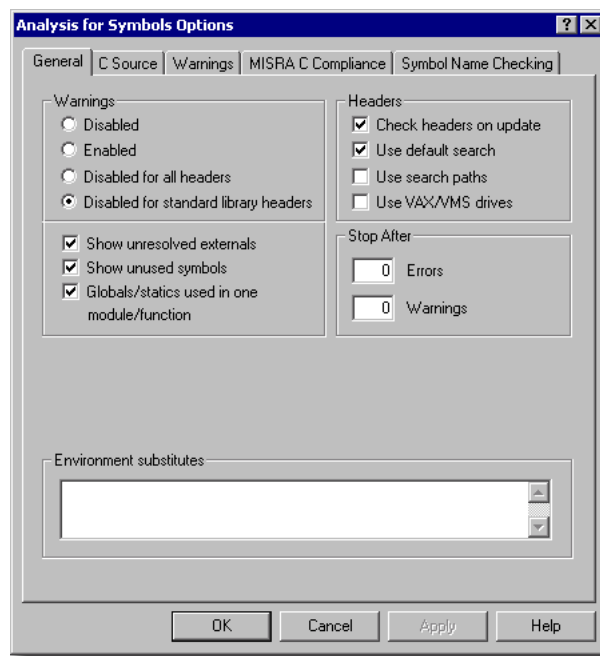 Analysis for Symbols Options
General
C Source
Warnings
MISRA C Compliance
Symbol Name Checking
Warnings
Disabled
Enabled
Disabled for all headers
Disabled for standard library headers
Show unresolved externals
Show unused symbols
Globals/statics used in one
module/function
Headers
Check headers on update
Use default search
Use search paths
Use VAX/VMS drives
Stop After
0 Errors
0 Warnings
Environment substitutes
OK
Cancel
Apply
Help